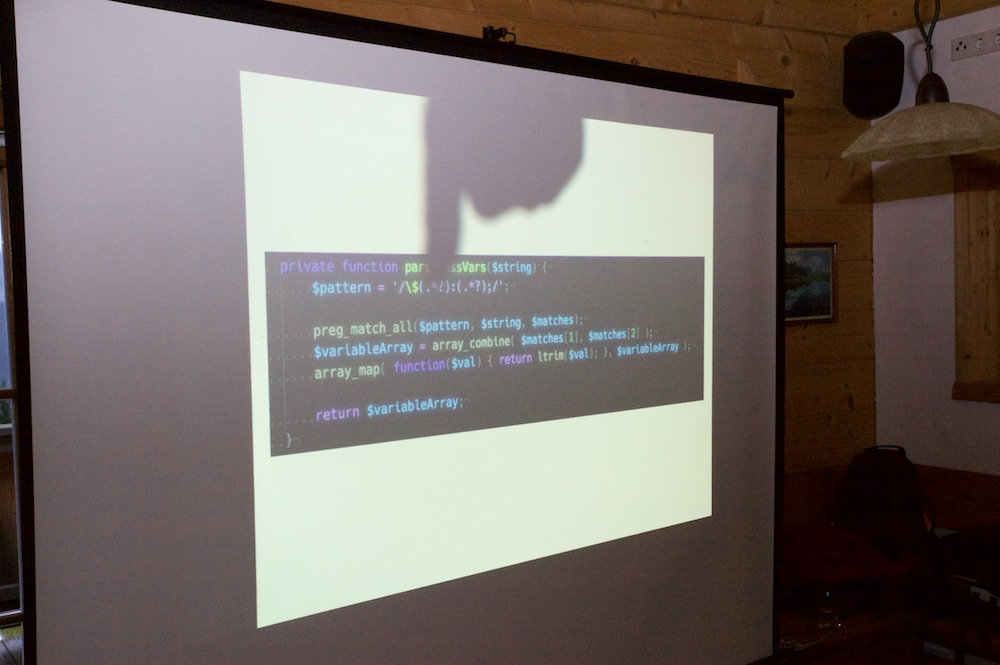 private function pars ssVars($string) {
$pattern = '/\$(.*?):(.*?);/';
preg_match_all($pattern, $string, $matches);
$variableArray = array_combine( $matches[1], $matches[2] );
array_map( function($val) { return ltrim($val); }, $variableArray );
return $variableArray;
}